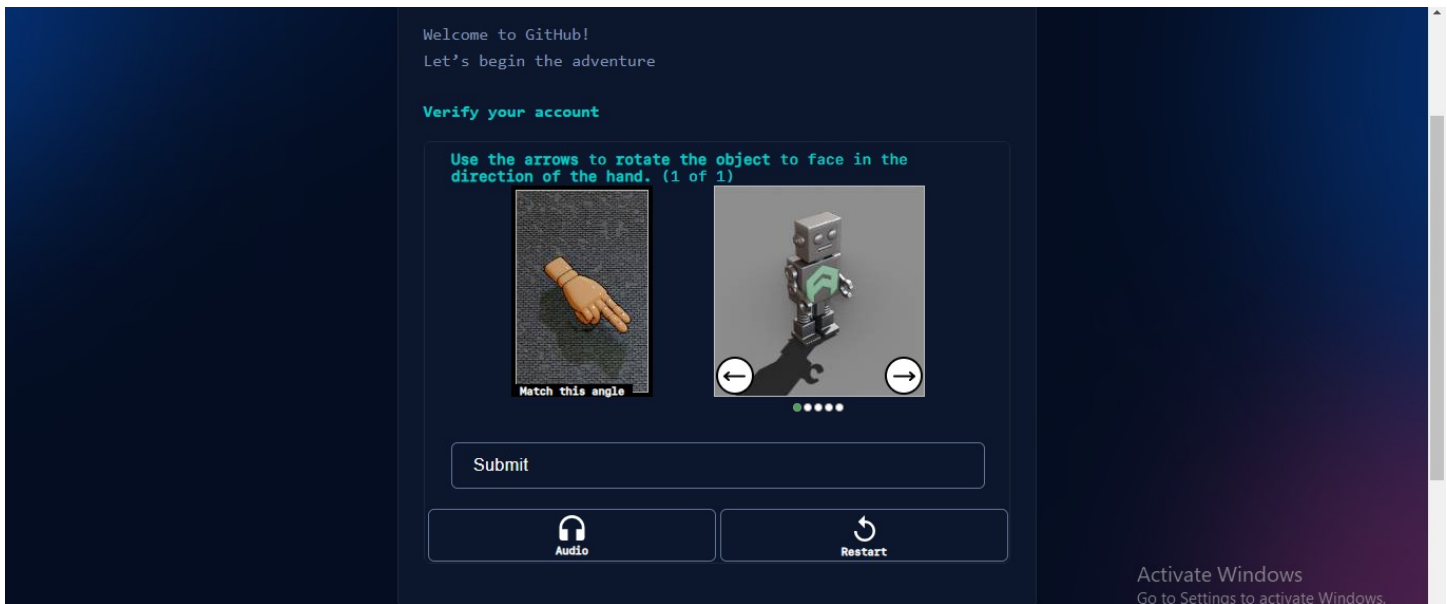 Welcome to GitHub!
Let’s begin the adventure
Verify your account
Use the arrows to rotate the object to face in the
direction of the hand. (1 of 1)
Match this angle
Submit
Audio
Restart
Activate Windows
Go to Settings to activate Windows.